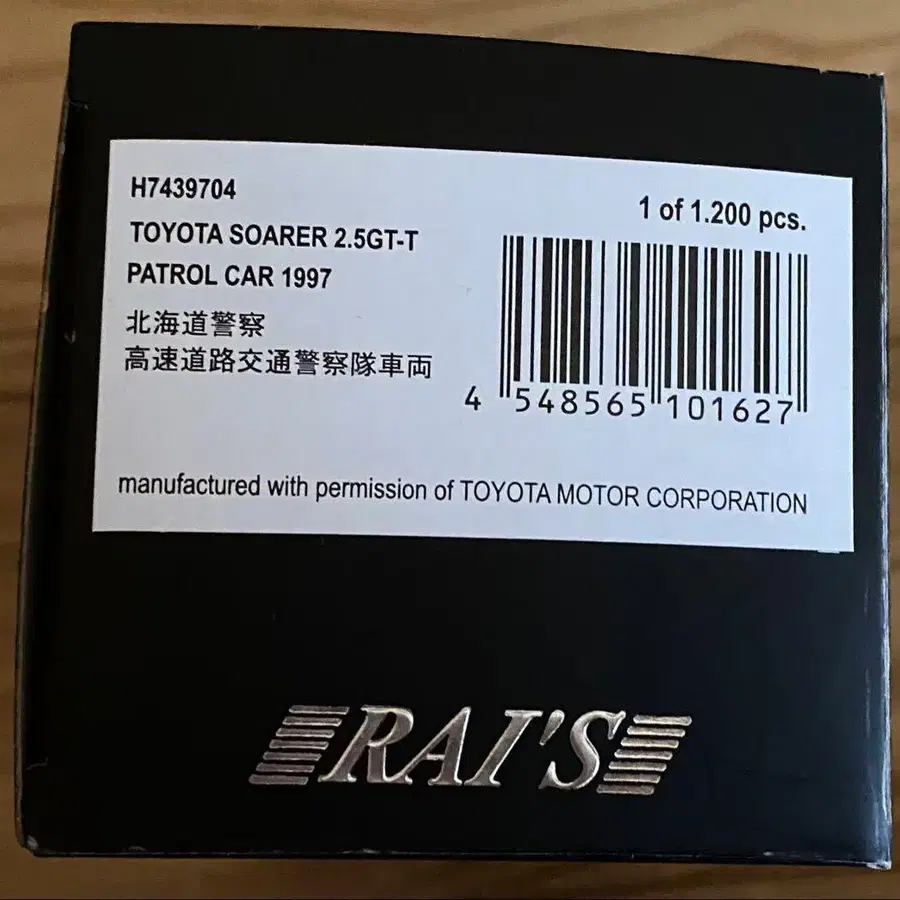 H7439704
1 of 1.200 pcs.
TOYOTA SOARER 2.5GT-T
PATROL CAR 1997
北海道警察
高速道路交通警察隊車両
4 548565 101627
manufactured with permission of TOYOTA MOTOR CORPORATION
RAI'S